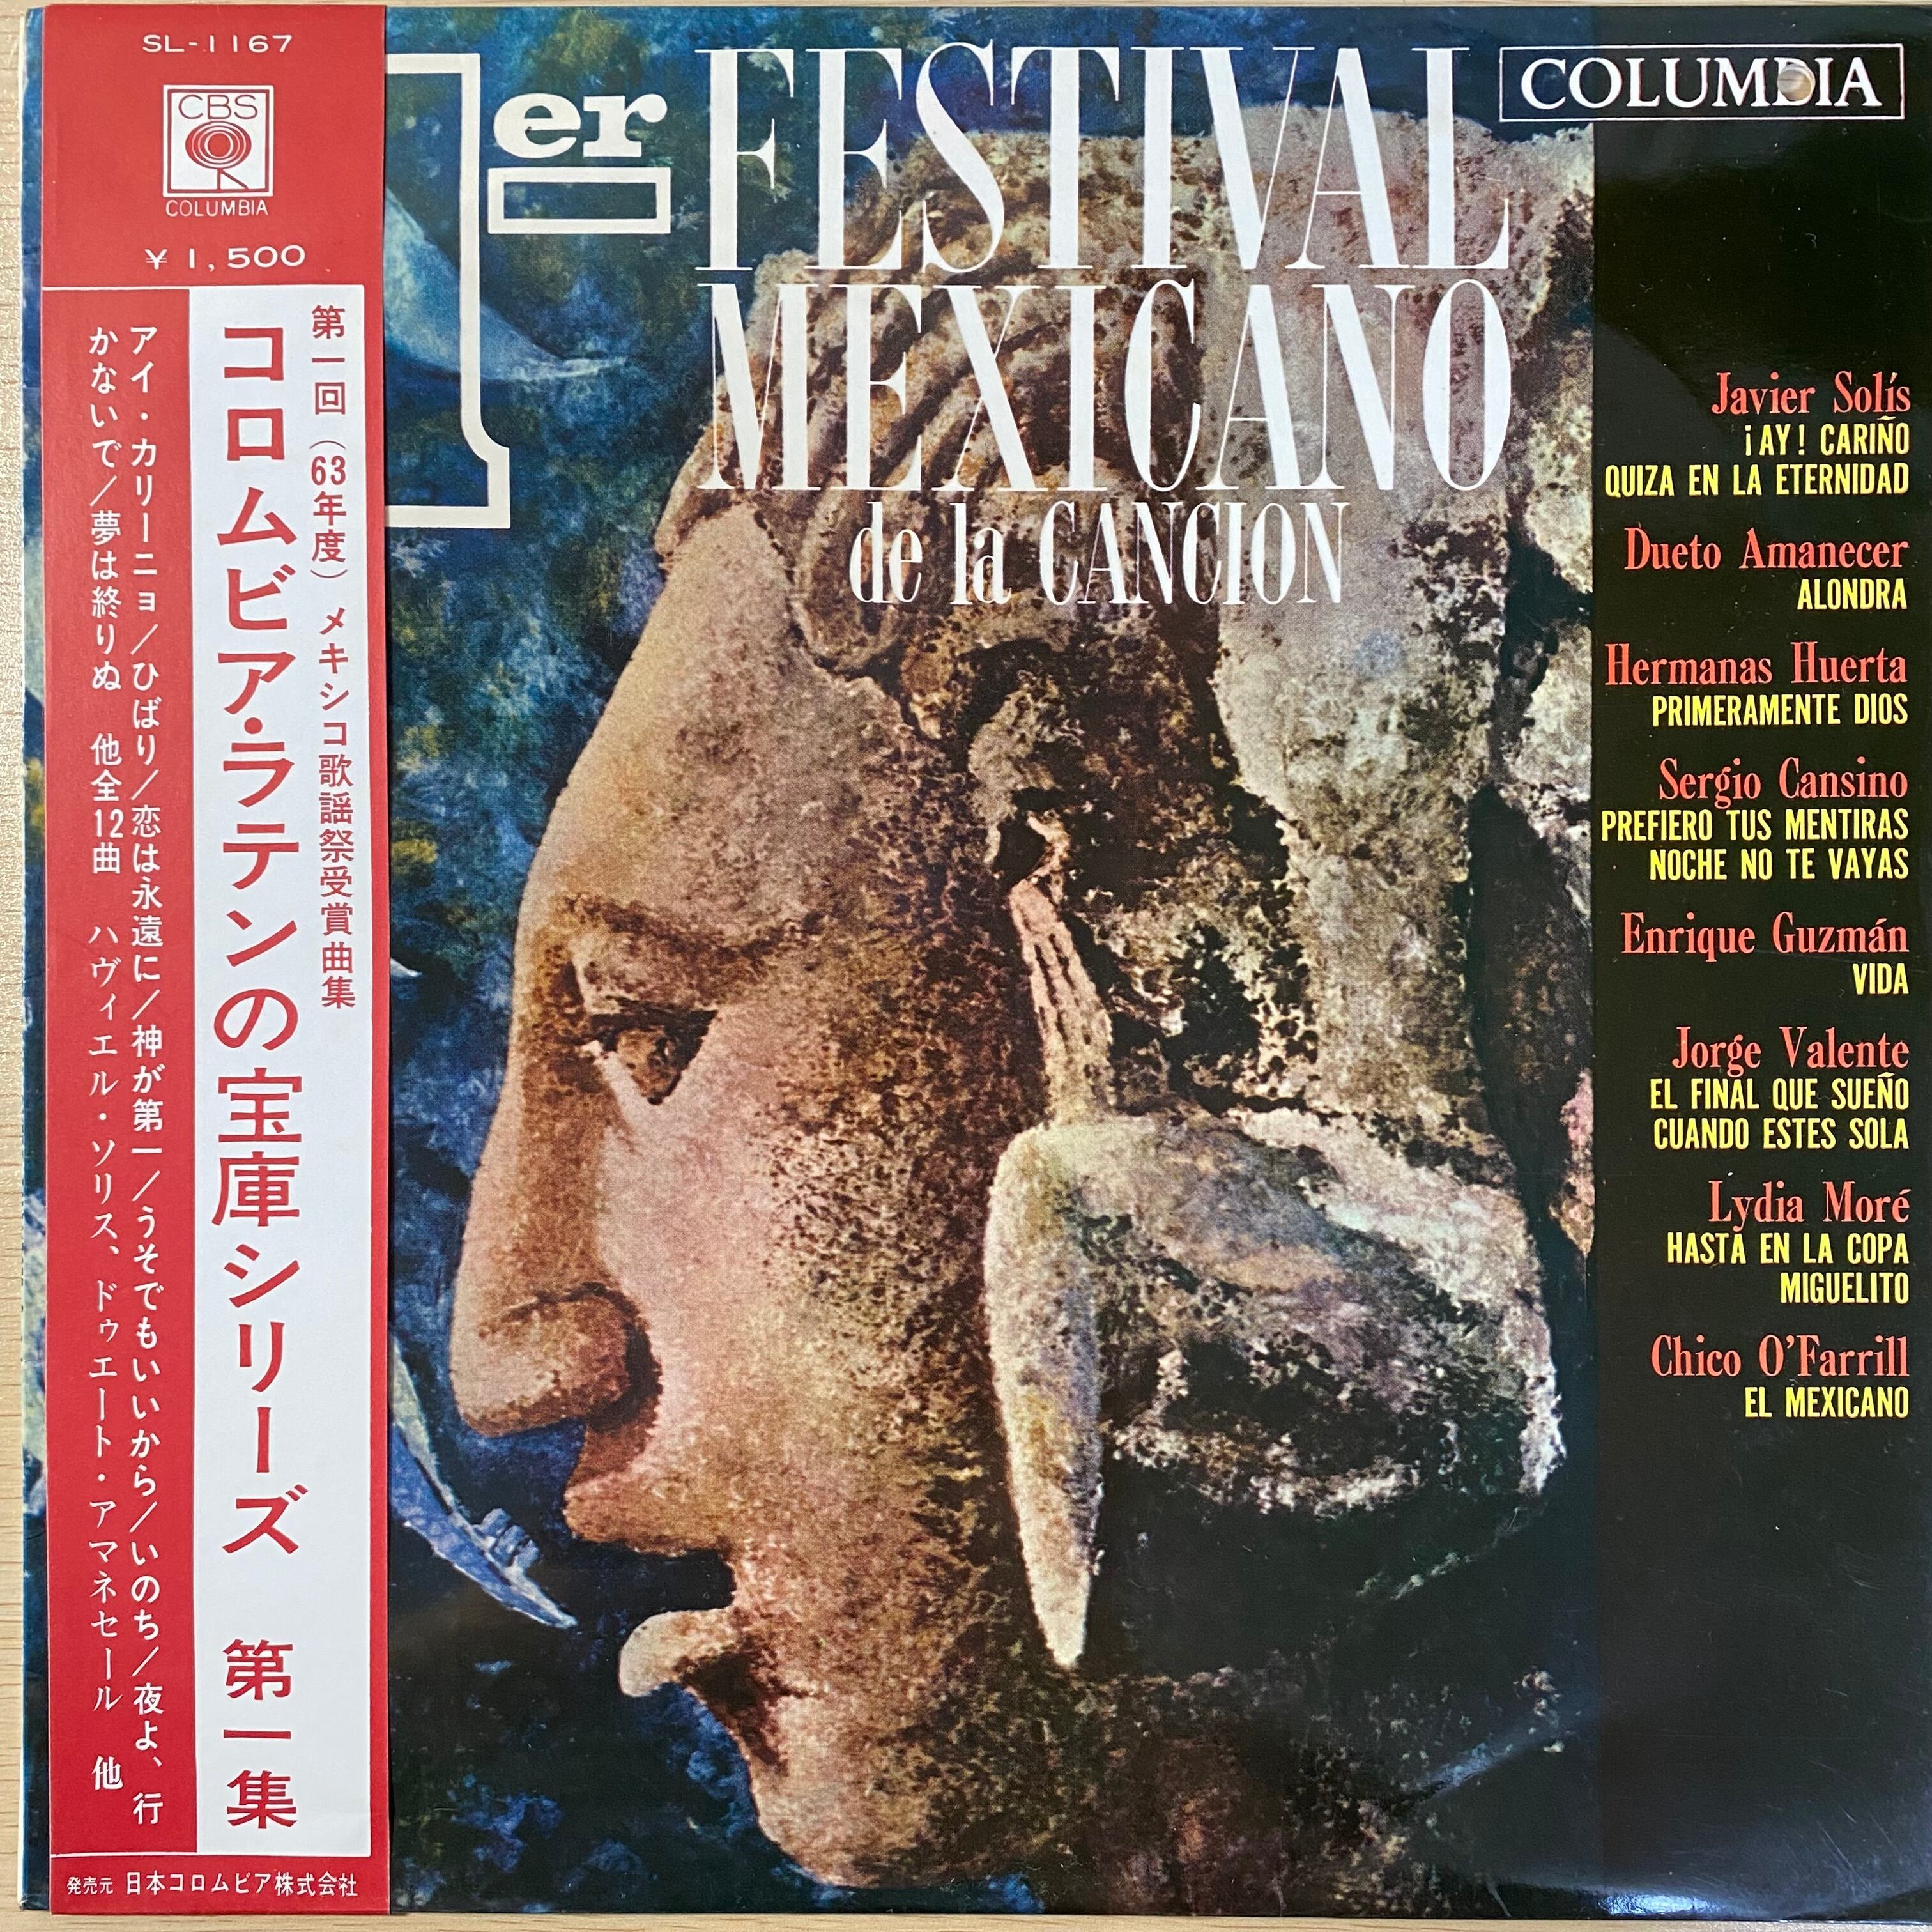 SL-1167
CBS
COLUMBIA
¥1,500
第一回(63年度) メキシコ歌謡祭受賞曲集
コロムビア・ラテンの宝庫シリーズ 第一集
アイ・カリーニョ/ひばり/恋は永遠に/神が第一/うそでもいいから/いのち/夜よ、行
かないで/夢は終りぬ 他全12曲 ハヴィエル・ソリス、ドゥエート・アマネセール 他
発売元 日本コロムビア株式会社
1er
FESTIVAL
MEXICANO
de la CANCION
COLUMBIA
Javier Solís
¡AY! CARIÑO
QUIZA EN LA ETERNIDAD
Dueto Amanecer
ALONDRA
Hermanas Huerta
PRIMERAMENTE DIOS
Sergio Cansino
PREFIERO TUS MENTIRAS
NOCHE NO TE VAYAS
Enrique Guzmán
VIDA
Jorge Valente
EL FINAL QUE SUEÑO
CUANDO ESTES SOLA
Lydia Moré
HASTA EN LA COPA
MIGUELITO
Chico O'Farrill
EL MEXICANO